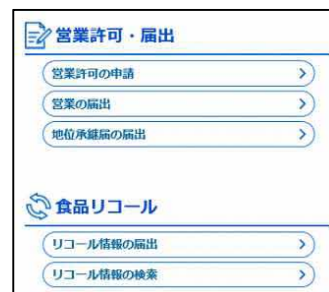 営業許可・届出
営業許可の申請
営業の届出
地位承継届の届出
食品リコール
リコール情報の届出
リコール情報の検索